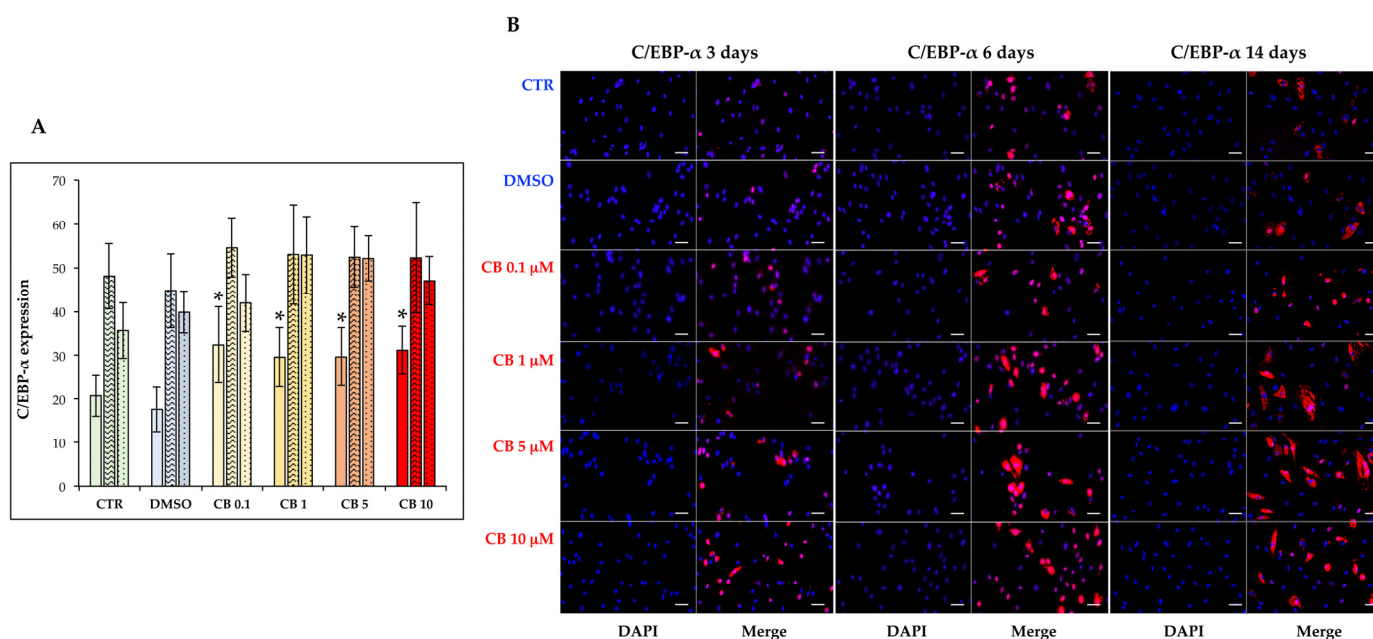 A
C/EBP-α expression
70
60
50
40
30
20
10
0
CTR DMSO CB 0.1 CB 1 CB 5 CB 10
* * * *
B
C/EBP-α 3 days C/EBP-α 6 days C/EBP-α 14 days
CTR
DMSO
CB 0.1 μM
CB 1 μM
CB 5 μM
CB 10 μM
DAPI Merge DAPI Merge DAPI Merge